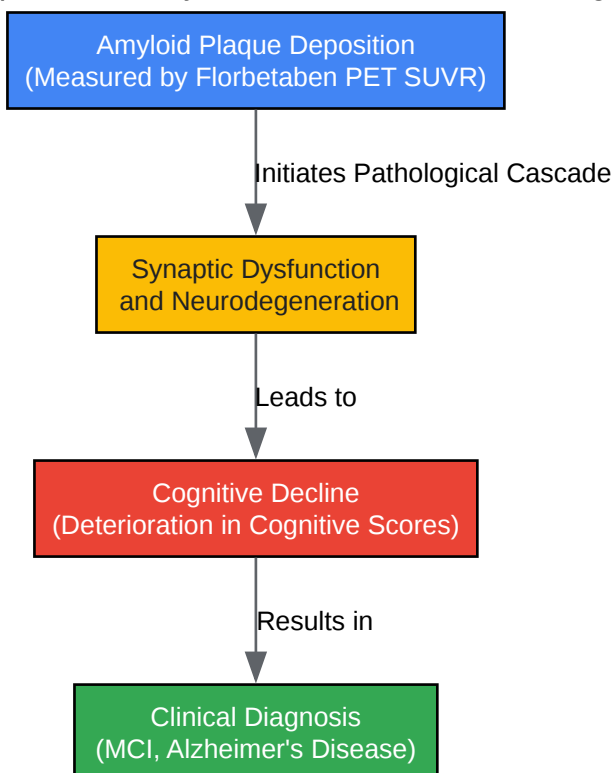 Amyloid Plaque Deposition
(Measured by Florbetaben PET SUVR)
Initiates Pathological Cascade
Synaptic Dysfunction
and Neurodegeneration
Leads to
Cognitive Decline
(Deterioration in Cognitive Scores)
Results in
Clinical Diagnosis
(MCI, Alzheimer's Disease)